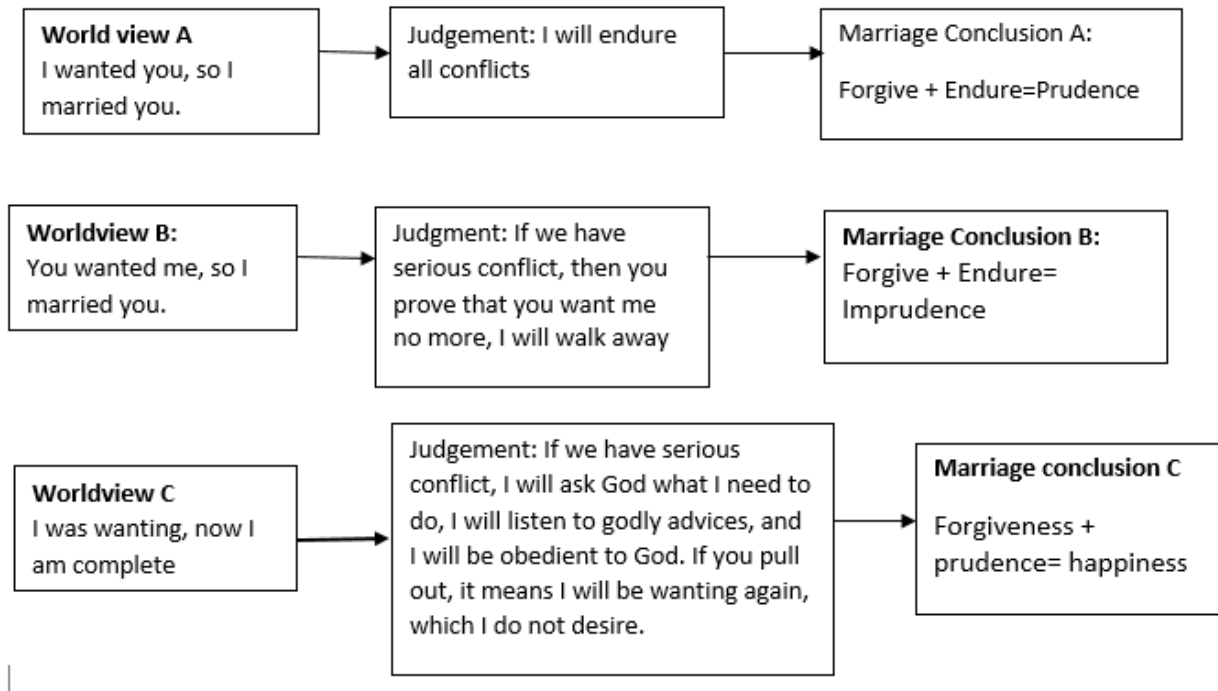 World view A
I wanted you, so I
married you.
Judgement: I will endure
all conflicts
Marriage Conclusion A:
Forgive + Endure=Prudence
Worldview B:
You wanted me, so I
married you.
Judgment: If we have
serious conflict, then you
prove that you want me
no more, I will walk away
Marriage Conclusion B:
Forgive + Endure=
Imprudence
Worldview C
I was wanting, now I
am complete
Judgement: If we have serious
conflict, I will ask God what I need to
do, I will listen to godly advices, and
I will be obedient to God. If you pull
out, it means I will be wanting again,
which I do not desire.
Marriage conclusion C
Forgiveness +
prudence= happiness